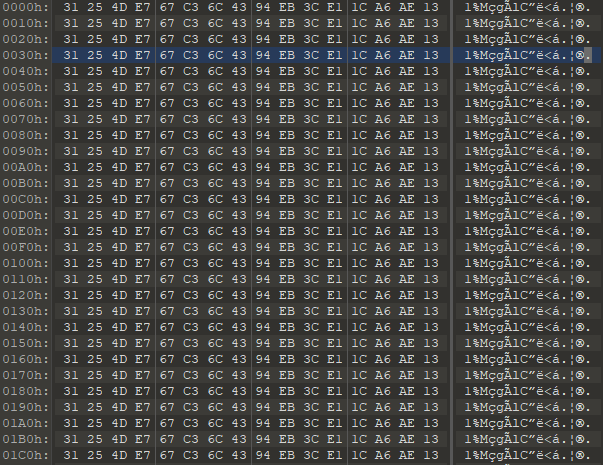 0000h: 31 25 4D E7 67 C3 6C 43 94 EB 3C E1 1C A6 AE 13 1%MçgÃlC”ë<á.¦®.
0010h: 31 25 4D E7 67 C3 6C 43 94 EB 3C E1 1C A6 AE 13 1%MçgÃlC”ë<á.¦®.
0020h: 31 25 4D E7 67 C3 6C 43 94 EB 3C E1 1C A6 AE 13 1%MçgÃlC”ë<á.¦®.
0030h: 31 25 4D E7 67 C3 6C 43 94 EB 3C E1 1C A6 AE 13 1%MçgÃlC”ë<á.¦®.
0040h: 31 25 4D E7 67 C3 6C 43 94 EB 3C E1 1C A6 AE 13 1%MçgÃlC”ë<á.¦®.
0050h: 31 25 4D E7 67 C3 6C 43 94 EB 3C E1 1C A6 AE 13 1%MçgÃlC”ë<á.¦®.
0060h: 31 25 4D E7 67 C3 6C 43 94 EB 3C E1 1C A6 AE 13 1%MçgÃlC”ë<á.¦®.
0070h: 31 25 4D E7 67 C3 6C 43 94 EB 3C E1 1C A6 AE 13 1%MçgÃlC”ë<á.¦®.
0080h: 31 25 4D E7 67 C3 6C 43 94 EB 3C E1 1C A6 AE 13 1%MçgÃlC”ë<á.¦®.
0090h: 31 25 4D E7 67 C3 6C 43 94 EB 3C E1 1C A6 AE 13 1%MçgÃlC”ë<á.¦®.
00A0h: 31 25 4D E7 67 C3 6C 43 94 EB 3C E1 1C A6 AE 13 1%MçgÃlC”ë<á.¦®.
00B0h: 31 25 4D E7 67 C3 6C 43 94 EB 3C E1 1C A6 AE 13 1%MçgÃlC”ë<á.¦®.
00C0h: 31 25 4D E7 67 C3 6C 43 94 EB 3C E1 1C A6 AE 13 1%MçgÃlC”ë<á.¦®.
00D0h: 31 25 4D E7 67 C3 6C 43 94 EB 3C E1 1C A6 AE 13 1%MçgÃlC”ë<á.¦®.
00E0h: 31 25 4D E7 67 C3 6C 43 94 EB 3C E1 1C A6 AE 13 1%MçgÃlC”ë<á.¦®.
00F0h: 31 25 4D E7 67 C3 6C 43 94 EB 3C E1 1C A6 AE 13 1%MçgÃlC”ë<á.¦®.
0100h: 31 25 4D E7 67 C3 6C 43 94 EB 3C E1 1C A6 AE 13 1%MçgÃlC”ë<á.¦®.
0110h: 31 25 4D E7 67 C3 6C 43 94 EB 3C E1 1C A6 AE 13 1%MçgÃlC”ë<á.¦®.
0120h: 31 25 4D E7 67 C3 6C 43 94 EB 3C E1 1C A6 AE 13 1%MçgÃlC”ë<á.¦®.
0130h: 31 25 4D E7 67 C3 6C 43 94 EB 3C E1 1C A6 AE 13 1%MçgÃlC”ë<á.¦®.
0140h: 31 25 4D E7 67 C3 6C 43 94 EB 3C E1 1C A6 AE 13 1%MçgÃlC”ë<á.¦®.
0150h: 31 25 4D E7 67 C3 6C 43 94 EB 3C E1 1C A6 AE 13 1%MçgÃlC”ë<á.¦®.
0160h: 31 25 4D E7 67 C3 6C 43 94 EB 3C E1 1C A6 AE 13 1%MçgÃlC”ë<á.¦®.
0170h: 31 25 4D E7 67 C3 6C 43 94 EB 3C E1 1C A6 AE 13 1%MçgÃlC”ë<á.¦®.
0180h: 31 25 4D E7 67 C3 6C 43 94 EB 3C E1 1C A6 AE 13 1%MçgÃlC”ë<á.¦®.
0190h: 31 25 4D E7 67 C3 6C 43 94 EB 3C E1 1C A6 AE 13 1%MçgÃlC”ë<á.¦®.
01A0h: 31 25 4D E7 67 C3 6C 43 94 EB 3C E1 1C A6 AE 13 1%MçgÃlC”ë<á.¦®.
01B0h: 31 25 4D E7 67 C3 6C 43 94 EB 3C E1 1C A6 AE 13 1%MçgÃlC”ë<á.¦®.
01C0h: 31 25 4D E7 67 C3 6C 43 94 EB 3C E1 1C A6 AE 13 1%MçgÃlC”ë<á.¦®.